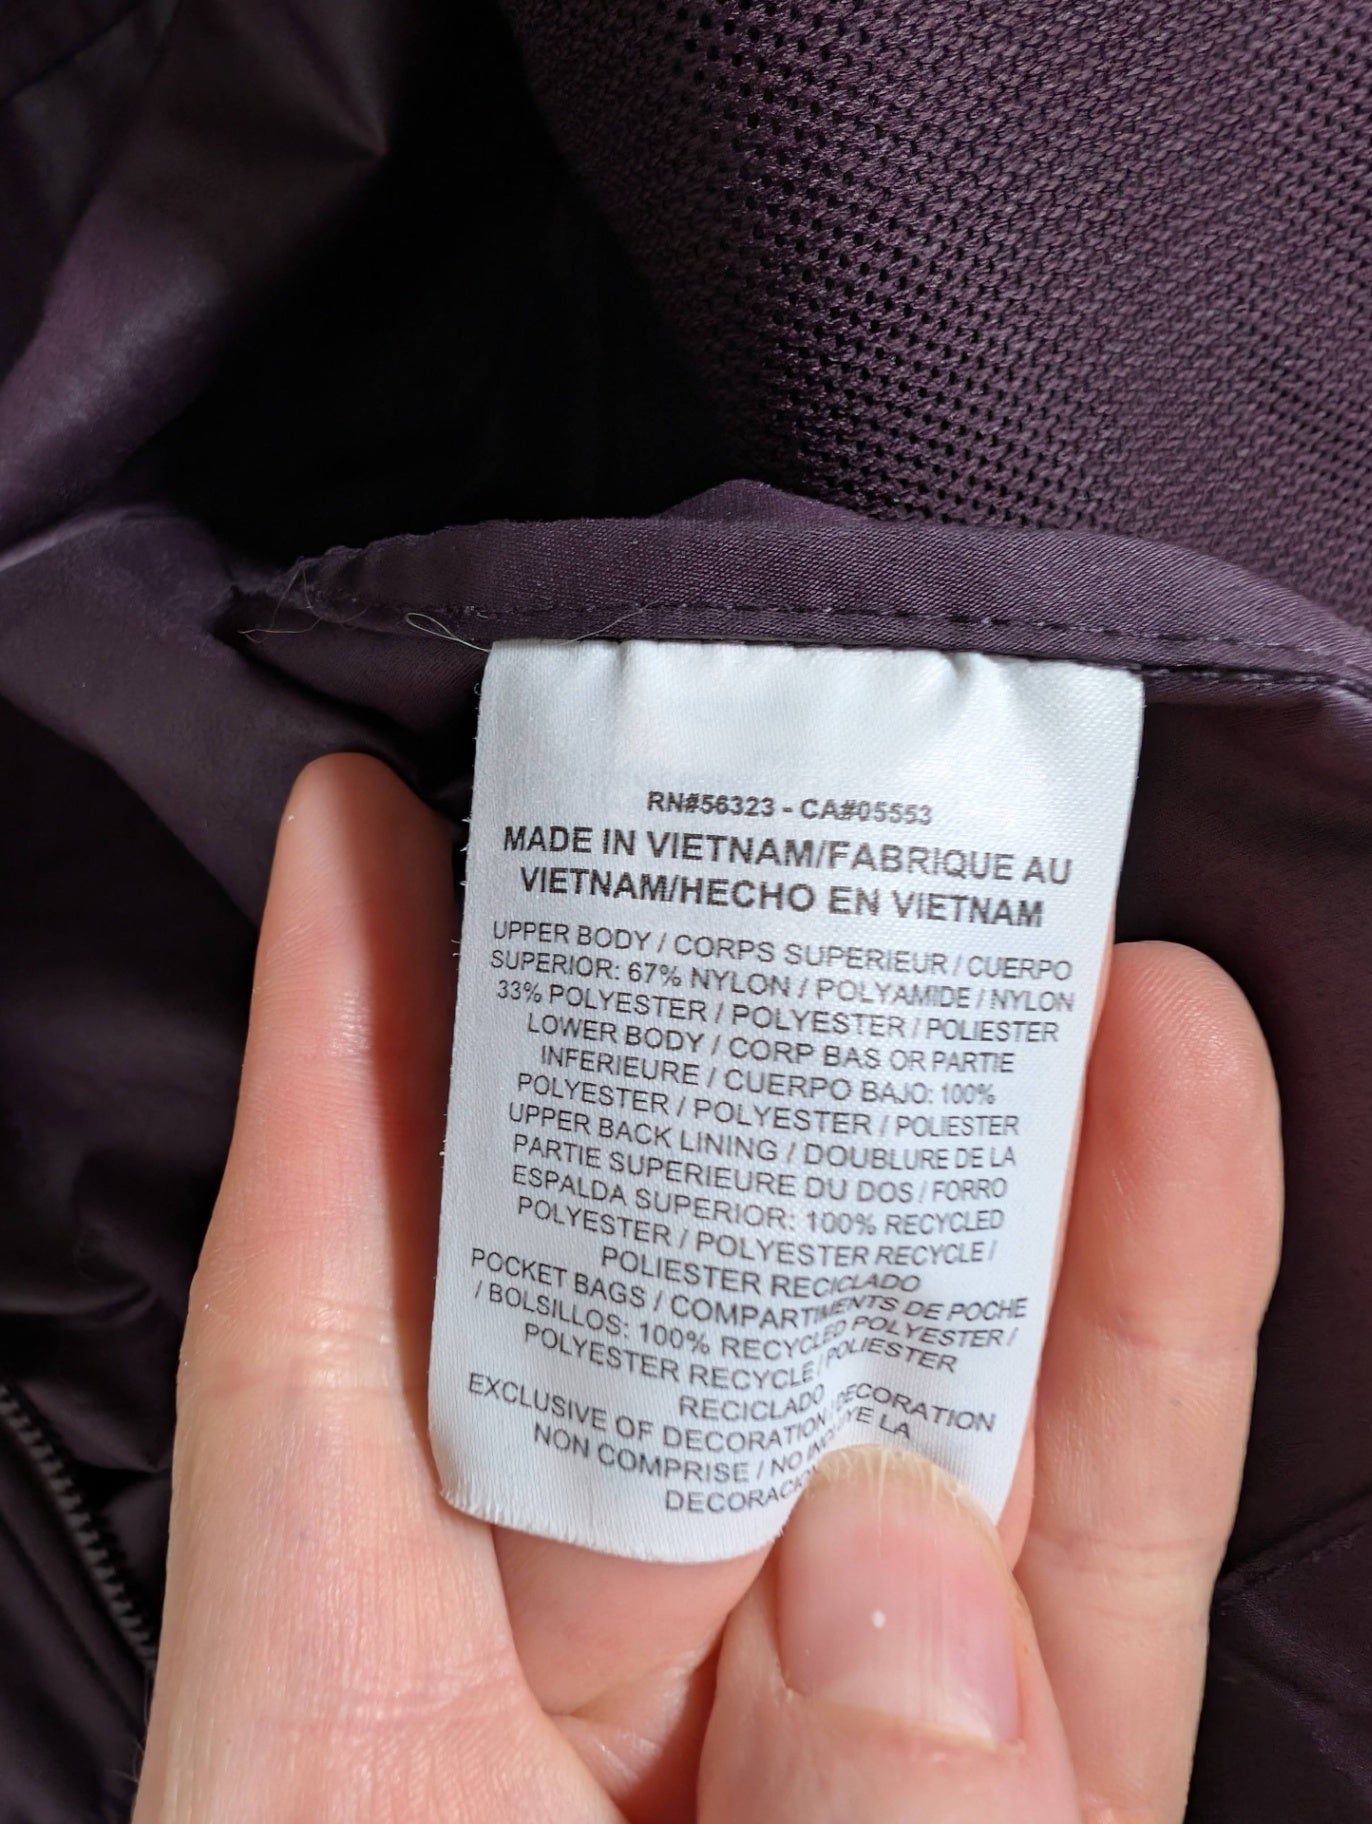 RN#56323 - CA#05553
MADE IN VIETNAM/FABRIQUE AU
VIETNAM/HECHO EN VIETNAM
UPPER BODY / CORPS SUPERIEUR / CUERPO
SUPERIOR: 67% NYLON / POLYAMIDE / NYLON
33% POLYESTER / POLYESTER / POLIESTER
LOWER BODY / CORP BAS OR PARTIE
INFERIEURE / CUERPO BAJO: 100%
POLYESTER / POLYESTER / POLIESTER
UPPER BACK LINING / DOUBLURE DE LA
PARTIE SUPERIEURE DU DOS / FORRO
ESPALDA SUPERIOR: 100% RECYCLED
POLYESTER / POLYESTER RECYCLE /
POLIESTER RECICLADO
POCKET BAGS / COMPARTIMENTS DE POCHE
/ BOLSILLOS: 100% RECYCLED POLYESTER /
POLYESTER RECYCLE / POLIESTER
RECICLADO
EXCLUSIVE OF DECORATION / DECORATION
NON COMPRISE / NO LA